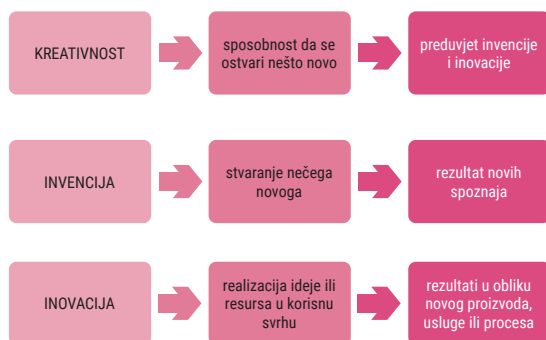 KREATIVNOST
sposobnost da se
ostvari nešto novo
preduvjet invencije
i inovacije
INVENCIJA
stvaranje nečega
novoga
rezultat novih
spoznaja
INOVACIJA
realizacija ideje ili
resursa u korisnu
svrhu
rezultati u obliku
novog proizvoda,
usluge ili procesa